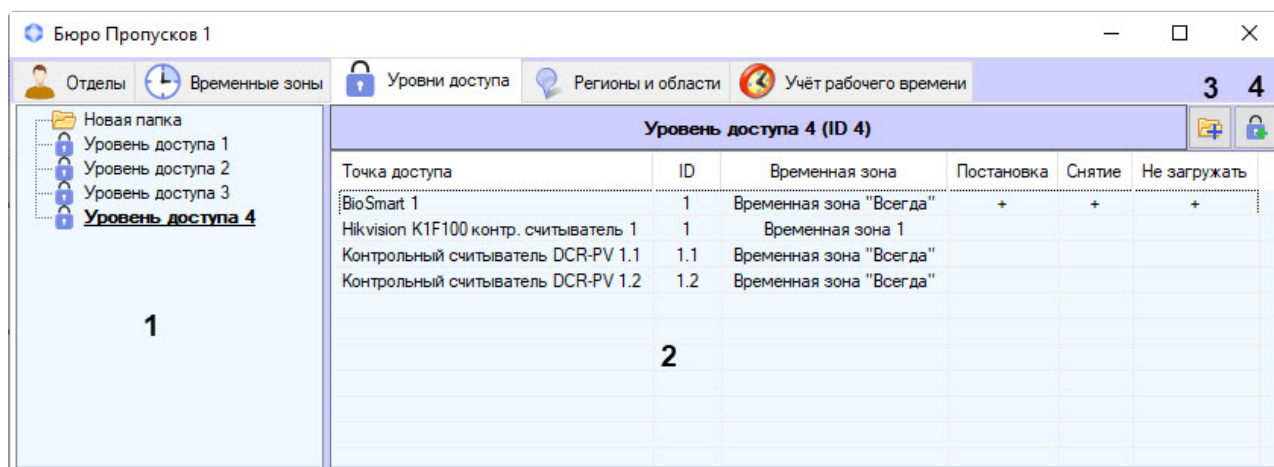 Бюро Пропусков 1
Отделы Временные зоны Уровни доступа Регионы и области Учёт рабочего времени 3 4
Новая папка
Уровень доступа 1
Уровень доступа 2
Уровень доступа 3
Уровень доступа 4
1
Уровень доступа 4 (ID 4)
Точка доступа ID Временная зона Постановка Снятие Не загружать
BioSmart 1 1 Временная зона "Всегда" + + +
Hikvision K1F100 контр. считыватель 1 1 Временная зона 1
Контрольный считыватель DCR-PV 1.1 1.1 Временная зона "Всегда"
Контрольный считыватель DCR-PV 1.2 1.2 Временная зона "Всегда"
2